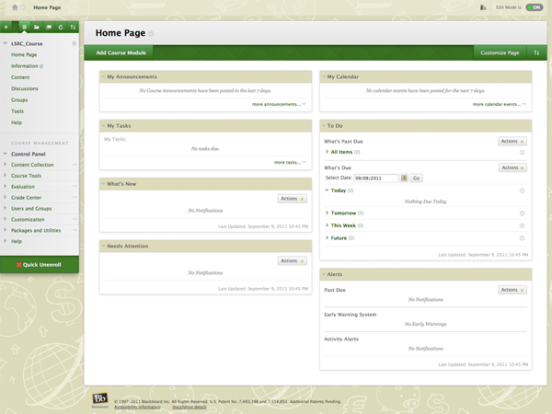 Home Page
Edit Mode is:
ON
LSRC_Course
Home Page
Information
Content
Discussions
Groups
Tools
Help
COURSE MANAGEMENT
Control Panel
Content Collection
Course Tools
Evaluation
Grade Center
Users and Groups
Customization
Packages and Utilities
Help
Quick Unenroll
Home Page
Add Course Module
Customize Page
My Announcements
No Course Announcements have been posted in the last 7 days.
more announcements...
My Tasks
My Tasks:
No tasks due.
more tasks...
What's New
Actions
No Notifications
Last Updated: September 9, 2011 10:45 PM
Needs Attention
Actions
No Notifications
Last Updated: September 9, 2011 10:45 PM
My Calendar
No calendar events have been posted for the next 7 days.
more calendar events...
To Do
What's Past Due
Actions
All Items (0)
What's Due
Actions
Select Date: 09/09/2011
Go
Today (0)
Nothing Due Today
Tomorrow (0)
This Week (0)
Future (0)
Last Updated: September 9, 2011 10:45 PM
Alerts
Past Due
Actions
No Notifications
Early Warning System
No Early Warnings
Activity Alerts
No Notifications
Last Updated: September 9, 2011 10:45 PM
Bb
Blackboard
© 1997-2011 Blackboard Inc. All Rights Reserved. U.S. Patent No. 7,493,396 and 7,558,853. Additional Patents Pending.
Accessibility Information
Installation details